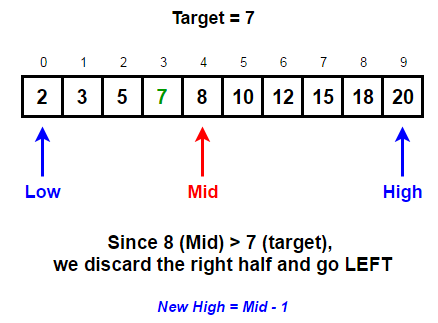 Target = 7
0 1 2 3 4 5 6 7 8 9
2 3 5 7 8 10 12 15 18 20
Low Mid High
Since 8 (Mid) > 7 (target),
we discard the right half and go LEFT
New High = Mid - 1